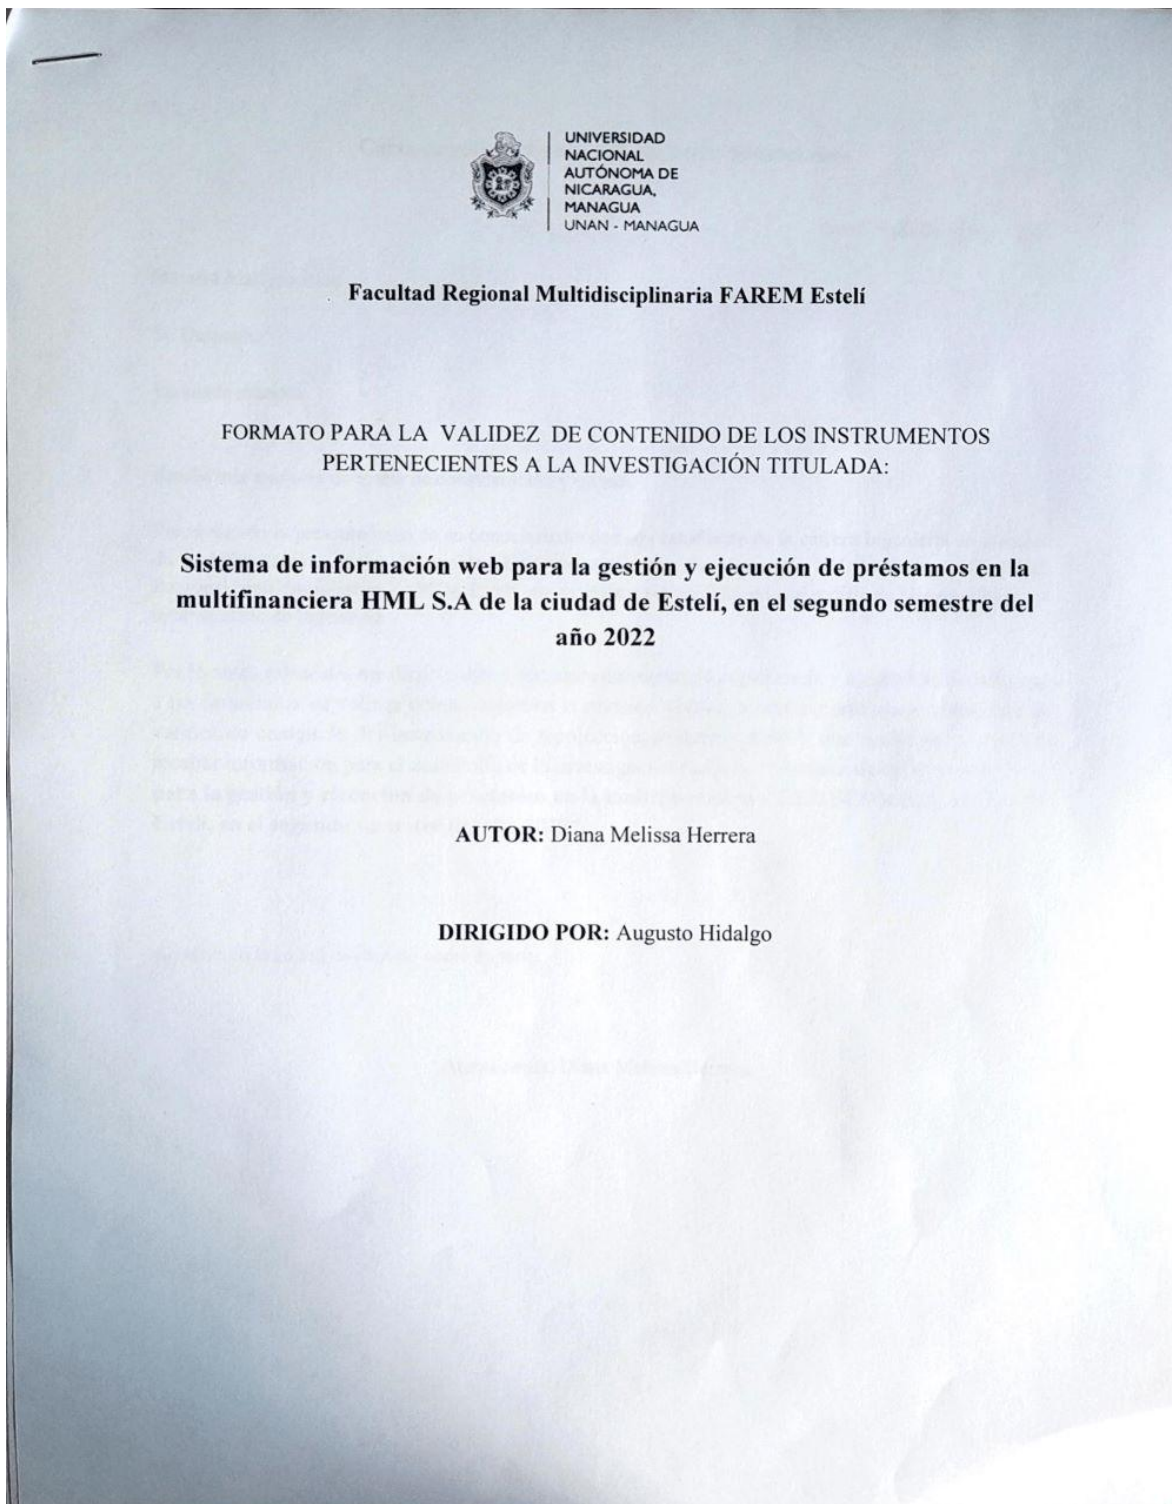 UNIVERSIDAD
NACIONAL
AUTÓNOMA DE
NICARAGUA,
MANAGUA
UNAN - MANAGUA
Facultad Regional Multidisciplinaria FAREM Estelí
FORMATO PARA LA VALIDEZ DE CONTENIDO DE LOS INSTRUMENTOS
PERTENECIENTES A LA INVESTIGACIÓN TITULADA:
Sistema de información web para la gestión y ejecución de préstamos en la
multifinanciera HML S.A de la ciudad de Estelí, en el segundo semestre del
año 2022
AUTOR: Diana Melissa Herrera
DIRIGIDO POR: Augusto Hidalgo